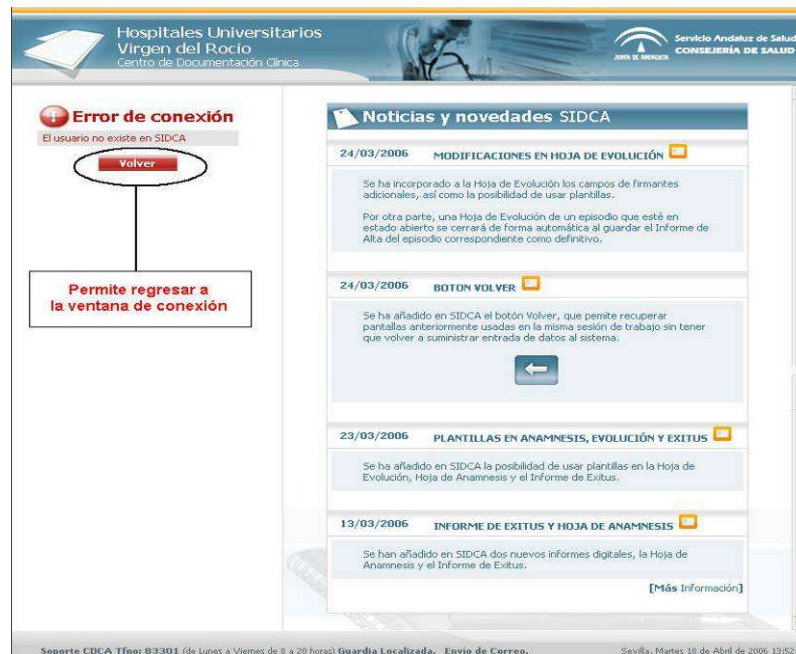 Hospitales Universitarios
Virgen del Rocío
Centro de Documentación Clínica
JUNTA DE ANDALUCIA
Servicio Andaluz de Salud
CONSEJERÍA DE SALUD
Error de conexión
El usuario no existe en SIDCA
Volver
Permite regresar a
la ventana de conexión
Noticias y novedades SIDCA
24/03/2006 MODIFICACIONES EN HOJA DE EVOLUCIÓN
Se ha incorporado a la Hoja de Evolución los campos de firmantes
adicionales, así como la posibilidad de usar plantillas.
Por otra parte, una Hoja de Evolución de un episodio que esté en
estado abierto se cerrará de forma automática al guardar el Informe de
Alta del episodio correspondiente como definitivo.
24/03/2006 BOTON VOLVER
Se ha añadido en SIDCA el botón Volver, que pemite recuperar
pantallas anteriormente usadas en la misma sesión de trabajo sin tener
que volver a suministrar entrada de datos al sistema.
23/03/2006 PLANTILLAS EN ANAMNESIS, EVOLUCIÓN Y EXITUS
Se ha añadido en SIDCA la posibilidad de usar plantillas en la Hoja de
Evolución, Hoja de Anamnesis y el Informe de Exitus.
13/03/2006 INFORME DE EXITUS Y HOJA DE ANAMNESIS
Se han añadido en SIDCA dos nuevos informes digitales, la Hoja de
Anamnesis y el Informe de Exitus.
[Más Información]
Soporte CDCA Tfno: 83301 (de Lunes a Viernes de 8 a 20 horas) Guardia Localizada. Envio de Correo.
Sevilla, Martes 18 de Abril de 2006 13:52